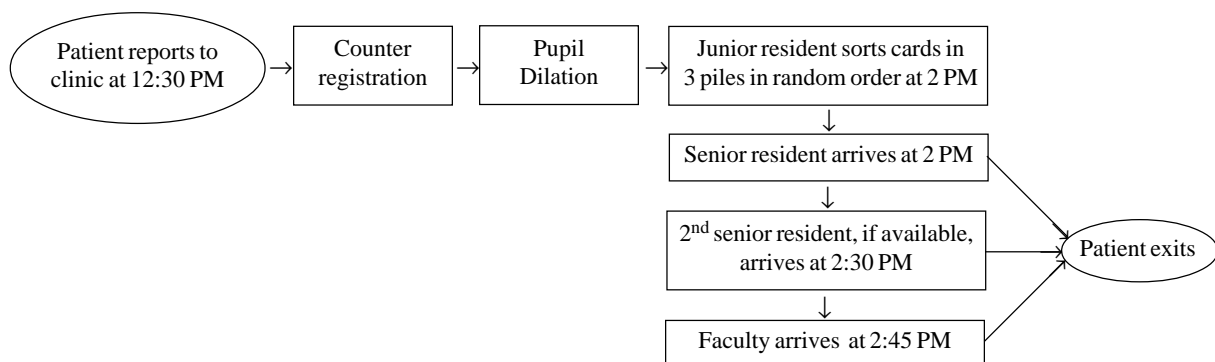 Patient reports to
clinic at 12:30 PM
Counter
registration
Pupil
Dilation
Junior resident sorts cards in
3 piles in random order at 2 PM
Senior resident arrives at 2 PM
2nd senior resident, if available,
arrives at 2:30 PM
Patient exits
Faculty arrives at 2:45 PM